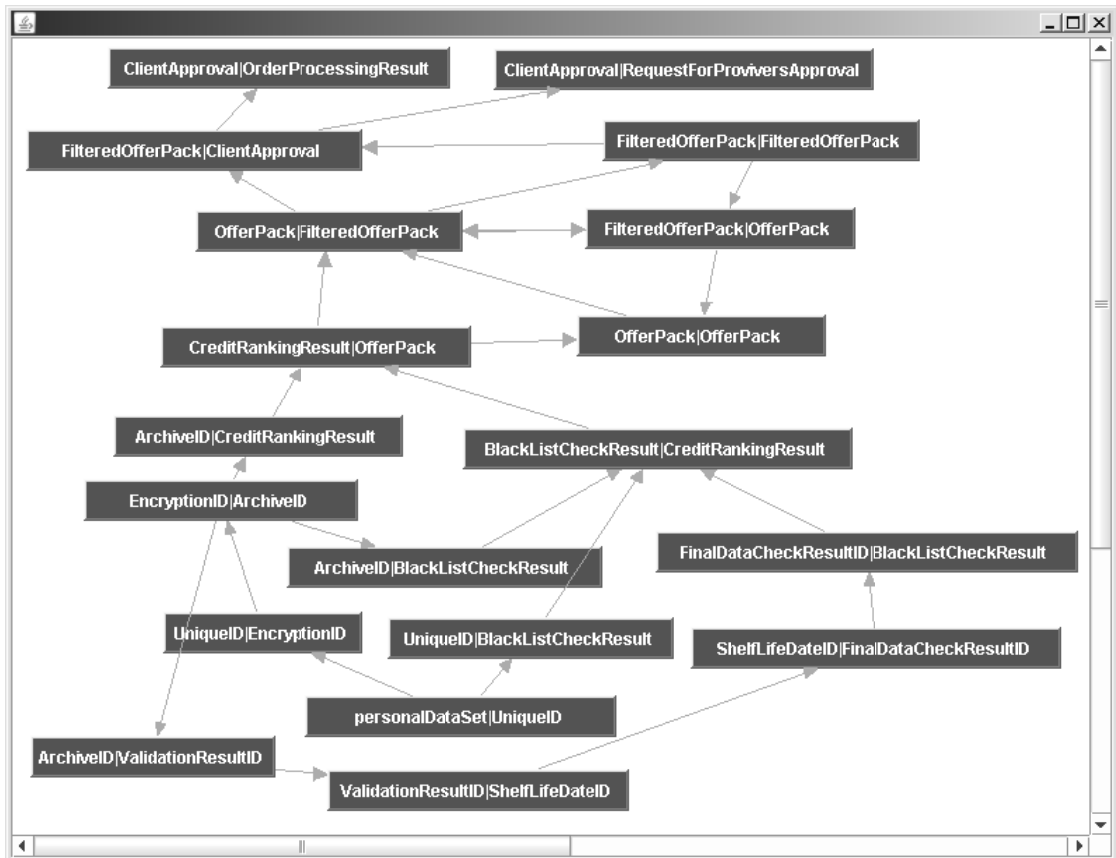 ClientApproval|OrderProcessingResult
ClientApproval|RequestForProviversApproval
FilteredOfferPack|ClientApproval
FilteredOfferPack|FilteredOfferPack
OfferPack|FilteredOfferPack
FilteredOfferPack|OfferPack
CreditRankingResult|OfferPack
OfferPack|OfferPack
ArchiveID|CreditRankingResult
BlackListCheckResult|CreditRankingResult
EncryptionID|ArchiveID
ArchiveID|BlackListCheckResult
FinalDataCheckResultID|BlackListCheckResult
UniqueID|EncryptionID
UniqueID|BlackListCheckResult
ShelfLifeDateID|FinalDataCheckResultID
personalDataSet|UniqueID
ArchiveID|ValidationResultID
ValidationResultID|ShelfLifeDateID